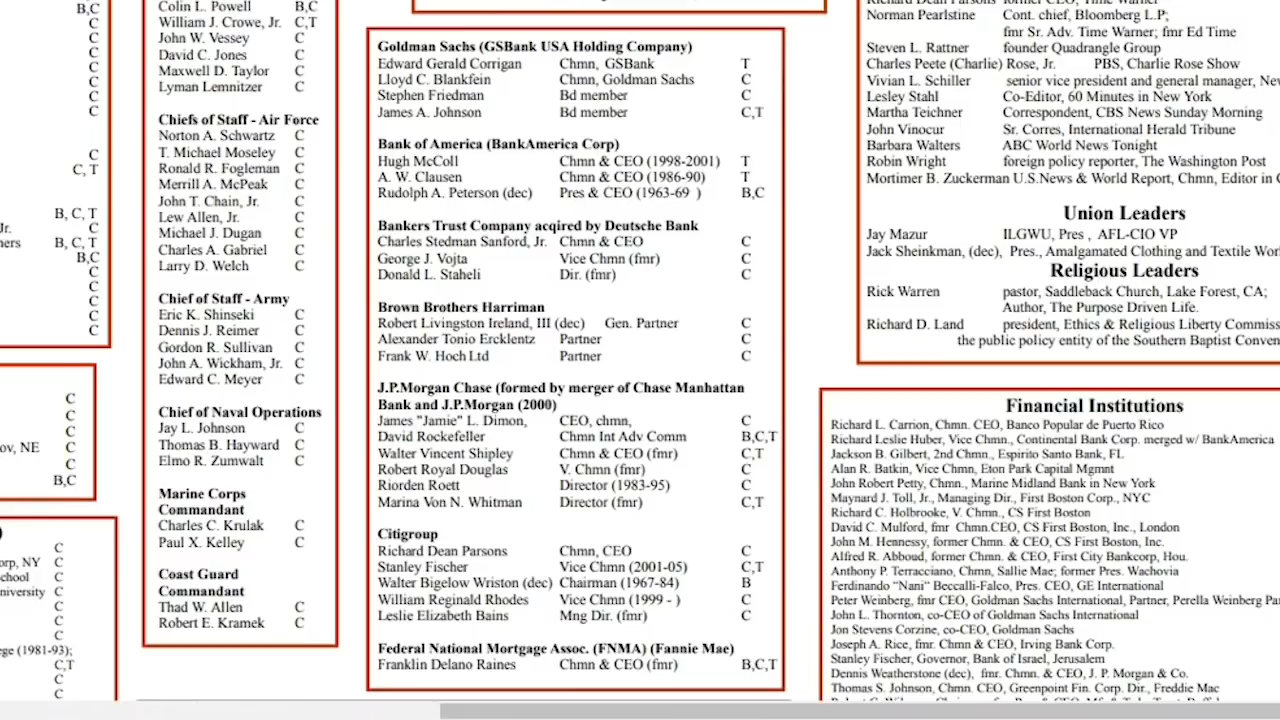 B,C
C
C
C
C
C
C
C
C, T
B, C, T
Jr. C
ners B, C, T
B,C
C
C
C
C
C
C
C
ov, NE C
C
B,C
)
C
orp, NY C
chool C
niversity C
C
C
C
ege (1981-93);
C,T
C
C
Colin L. Powell B,C
William J. Crowe, Jr. C,T
John W. Vessey C
David C. Jones C
Maxwell D. Taylor C
Lyman Lemnitzer C
Chiefs of Staff - Air Force
Norton A. Schwartz C
T. Michael Moseley C
Ronald R. Fogleman C
Merrill A. McPeak C
John T. Chain, Jr. C
Lew Allen, Jr. C
Michael J. Dugan C
Charles A. Gabriel C
Larry D. Welch C
Chief of Staff - Army
Eric K. Shinseki C
Dennis J. Reimer C
Gordon R. Sullivan C
John A. Wickham, Jr. C
Edward C. Meyer C
Chief of Naval Operations
Jay L. Johnson C
Thomas B. Hayward C
Elmo R. Zumwalt C
Marine Corps
Commandant
Charles C. Krulak C
Paul X. Kelley C
Coast Guard
Commandant
Thad W. Allen C
Robert E. Kramek C
Goldman Sachs (GSBank USA Holding Company)
Edward Gerald Corrigan Chmn, GSBank T
Lloyd C. Blankfein Chmn, Goldman Sachs C
Stephen Friedman Bd member C
James A. Johnson Bd member C,T
Bank of America (BankAmerica Corp)
Hugh McColl Chmn & CEO (1998-2001) T
A. W. Clausen Chmn & CEO (1986-90) T
Rudolph A. Peterson (dec) Pres & CEO (1963-69 ) B,C
Bankers Trust Company acqired by Deutsche Bank
Charles Stedman Sanford, Jr. Chmn & CEO C
George J. Vojta Vice Chmn (fmr) C
Donald L. Staheli Dir. (fmr) C
Brown Brothers Harriman
Robert Livingston Ireland, III (dec) Gen. Partner C
Alexander Tonio Ercklentz Partner C
Frank W. Hoch Ltd Partner C
J.P.Morgan Chase (formed by merger of Chase Manhattan
Bank and J.P.Morgan (2000)
James "Jamie" L. Dimon, CEO, chmn, C
David Rockefeller Chmn Int Adv Comm B,C,T
Walter Vincent Shipley Chmn & CEO (fmr) C,T
Robert Royal Douglas V. Chmn (fmr) C
Riorden Roett Director (1983-95) C
Marina Von N. Whitman Director (fmr) C,T
Citigroup
Richard Dean Parsons Chmn, CEO C
Stanley Fischer Vice Chmn (2001-05) C,T
Walter Bigelow Wriston (dec) Chairman (1967-84) B
William Reginald Rhodes Vice Chmn (1999 - ) C
Leslie Elizabeth Bains Mng Dir. (fmr) C
Federal National Mortgage Assoc. (FNMA) (Fannie Mae)
Franklin Delano Raines Chmn & CEO (fmr) B,C,T
Richard Dean Parsons former CEO, Time Warner
Norman Pearlstine Cont. chief, Bloomberg L.P;
fmr Sr. Adv. Time Warner; fmr Ed Time
Steven L. Rattner founder Quadrangle Group
Charles Peete (Charlie) Rose, Jr. PBS, Charlie Rose Show
Vivian L. Schiller senior vice president and general manager, Nev
Lesley Stahl Co-Editor, 60 Minutes in New York
Martha Teichner Correspondent, CBS News Sunday Morning
John Vinocur Sr. Corres, International Herald Tribune
Barbara Walters ABC World News Tonight
Robin Wright foreign policy reporter, The Washington Post
Mortimer B. Zuckerman U.S.News & World Report, Chmn, Editor in C
Union Leaders
Jay Mazur ILGWU, Pres , AFL-CIO VP
Jack Sheinkman, (dec), Pres., Amalgamated Clothing and Textile Wor
Religious Leaders
Rick Warren pastor, Saddleback Church, Lake Forest, CA;
Author, The Purpose Driven Life.
Richard D. Land president, Ethics & Religious Liberty Commiss
the public policy entity of the Southern Baptist Conven
Financial Institutions
Richard L. Carrion, Chmn. CEO, Banco Popular de Puerto Rico
Richard Leslie Huber, Vice Chmn., Continental Bank Corp. merged w/ BankAmerica
Jackson B. Gilbert, 2nd Chmn., Espirito Santo Bank, FL
Alan R. Batkin, Vice Chmn, Eton Park Capital Mgmnt
John Robert Petty, Chmn., Marine Midland Bank in New York
Maynard J. Toll, Jr., Managing Dir., First Boston Corp., NYC
Richard C. Holbrooke, V. Chmn., CS First Boston
David C. Mulford, fmr Chmn.CEO, CS First Boston, Inc., London
John M. Hennessy, former Chmn. & CEO, CS First Boston, Inc.
Alfred R. Abboud, former Chmn. & CEO, First City Bankcorp, Hou.
Anthony P. Terracciano, Chmn, Sallie Mae; former Pres. Wachovia
Ferdinando “Nani“ Beccalli-Falco, Pres. CEO, GE International
Peter Weinberg, fmr CEO, Goldman Sachs International, Partner, Perella Weinberg Pa
John L. Thornton, co-CEO of Goldman Sachs International
Jon Stevens Corzine, co-CEO, Goldman Sachs
Joseph A. Rice, fmr. Chmn & CEO, Irving Bank Corp.
Stanley Fischer, Governor, Bank of Israel, Jerusalem
Dennis Weatherstone (dec), fmr. Chmn. & CEO, J. P. Morgan & Co.
Thomas S. Johnson, Chmn. CEO, Greenpoint Fin. Corp. Dir., Freddie Mac